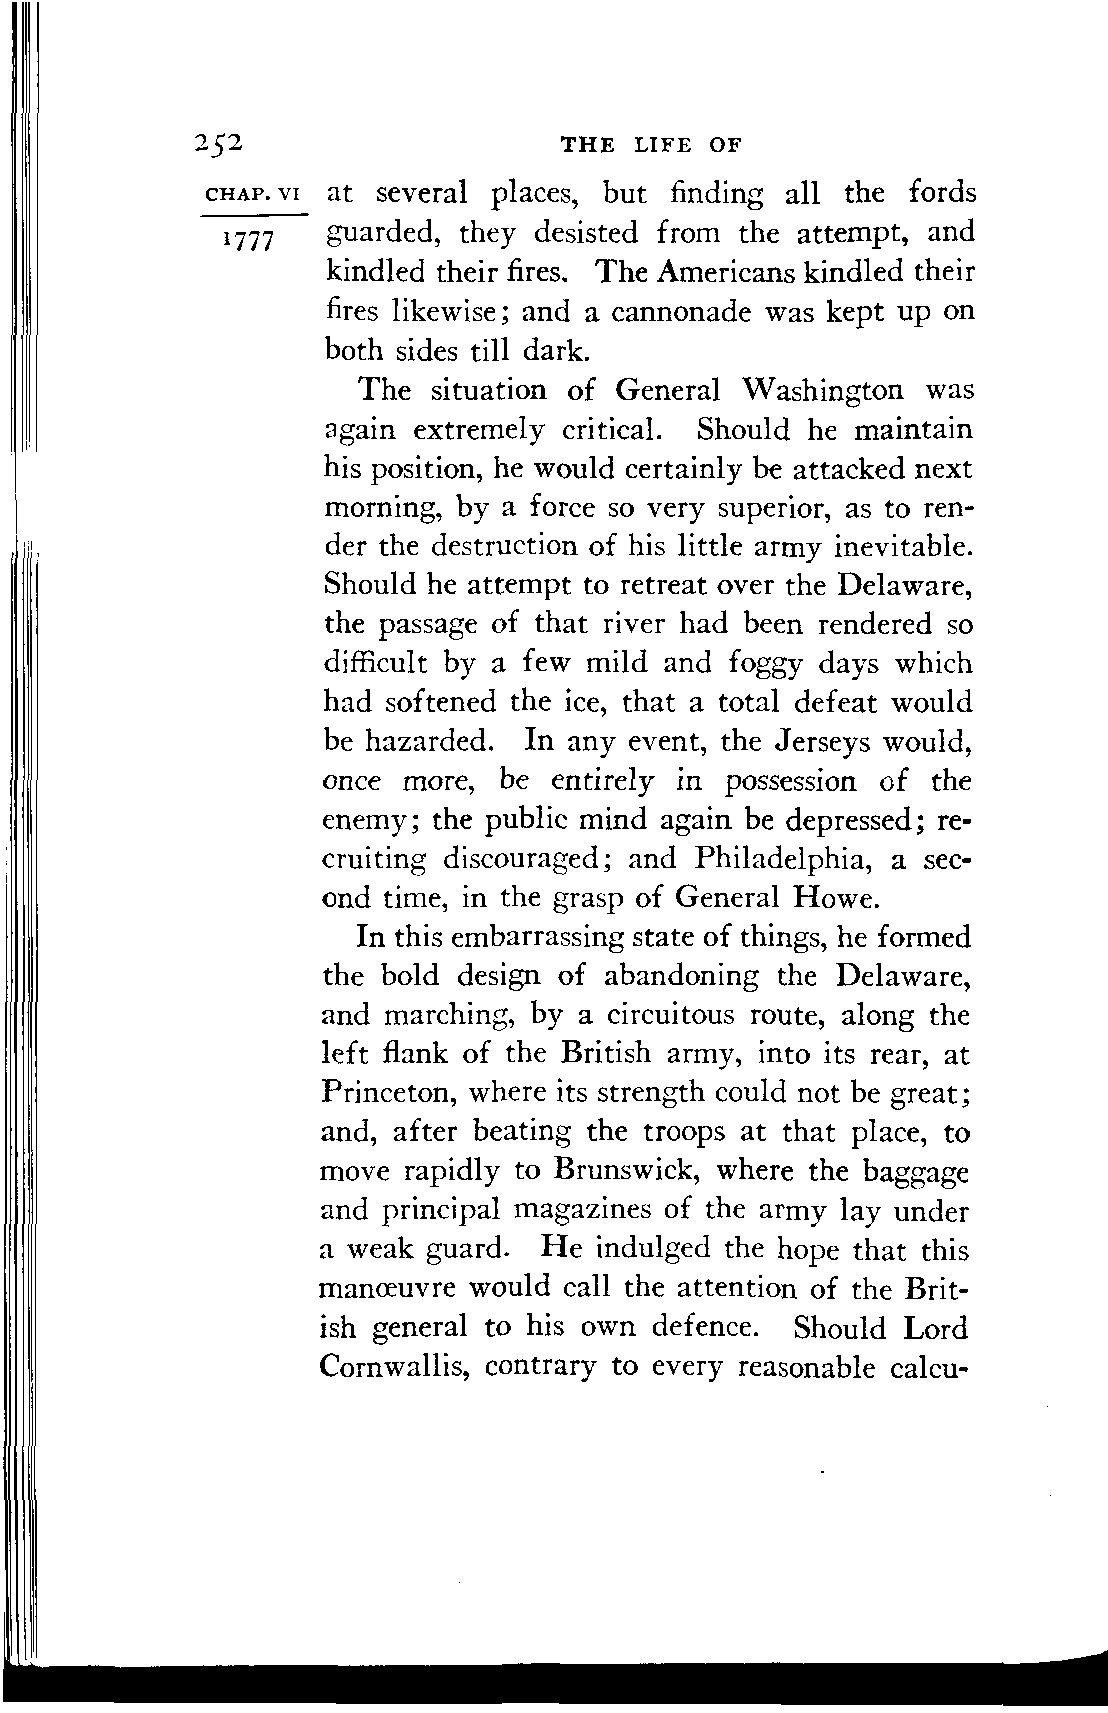 252
THE LIFE OF
CHAP. VI
1777
at several places, but finding all the fords
guarded, they desisted from the attempt, and
kindled their fires. The Americans kindled their
fires likewise; and a cannonade was kept up on
both sides till dark.
The situation of General Washington was
again extremely critical. Should he maintain
his position, he would certainly be attacked next
morning, by a force so very superior, as to ren-
der the destruction of his little army inevitable.
Should he attempt to retreat over the Delaware,
the passage of that river had been rendered so
difficult by a few mild and foggy days which
had softened the ice, that a total defeat would
be hazarded. In any event, the Jerseys would,
once more, be entirely in possession of the
enemy; the public mind again be depressed; re-
cruiting discouraged; and Philadelphia, a sec-
ond time, in the grasp of General Howe.
In this embarrassing state of things, he formed
the bold design of abandoning the Delaware,
and marching, by a circuitous route, along the
left flank of the British army, into its rear, at
Princeton, where its strength could not be great;
and, after beating the troops at that place, to
move rapidly to Brunswick, where the baggage
and principal magazines of the army lay under
a weak guard. He indulged the hope that this
manœuvre would call the attention of the Brit-
ish general to his own defence. Should Lord
Cornwallis, contrary to every reasonable calcu-